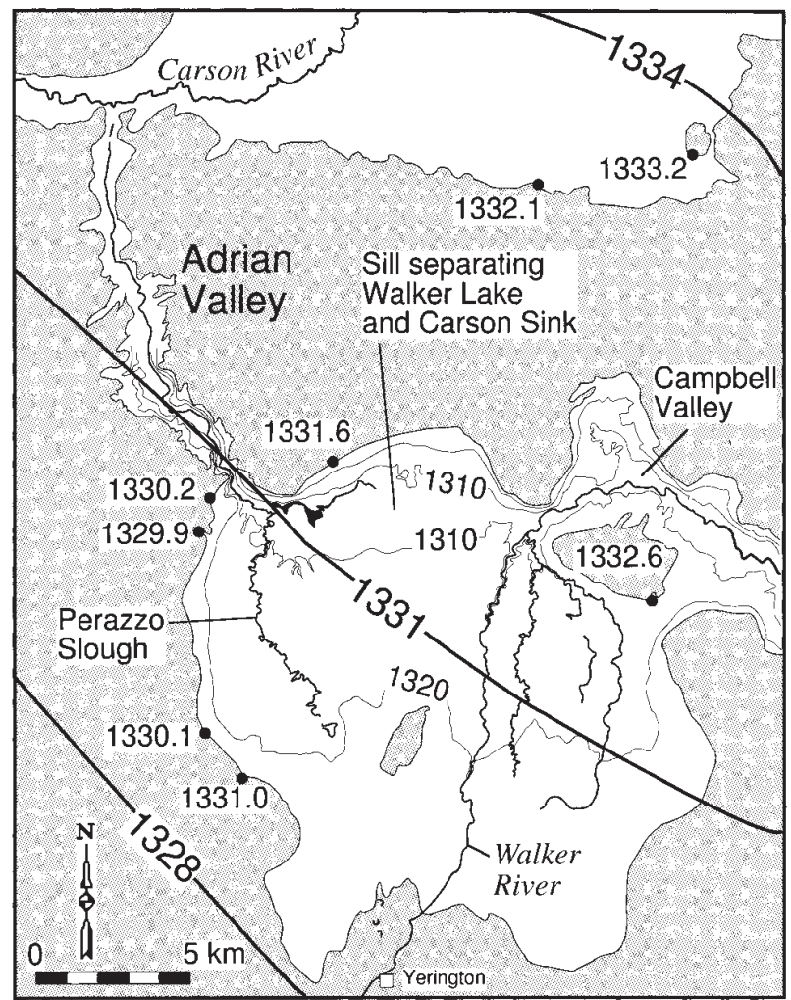 Carson River
1334
1333.2
1332.1
Adrian
Valley
Sill separating
Walker Lake
and Carson Sink
Campbell
Valley
1331.6
1310
1330.2
1329.9
1310
1332.6
1331
Perazzo
Slough
1320
1330.1
1331.0
1328
N
Walker
River
0
5 km
Yerington